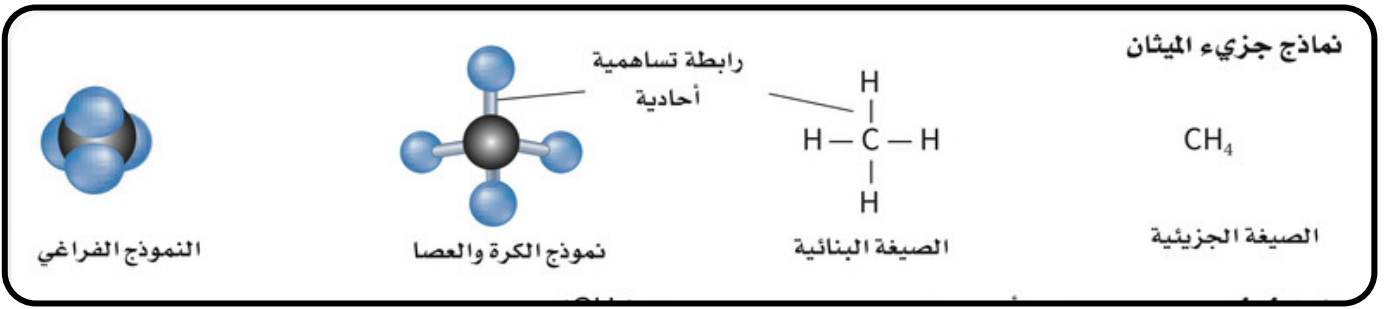 نماذج جزيء الميثان
رابطة تساهمية
أحادية
H
H – C – H
H
CH₄
الصيغة الجزيئية
الصيغة البنائية
نموذج الكرة والعصا
النموذج الفراغي